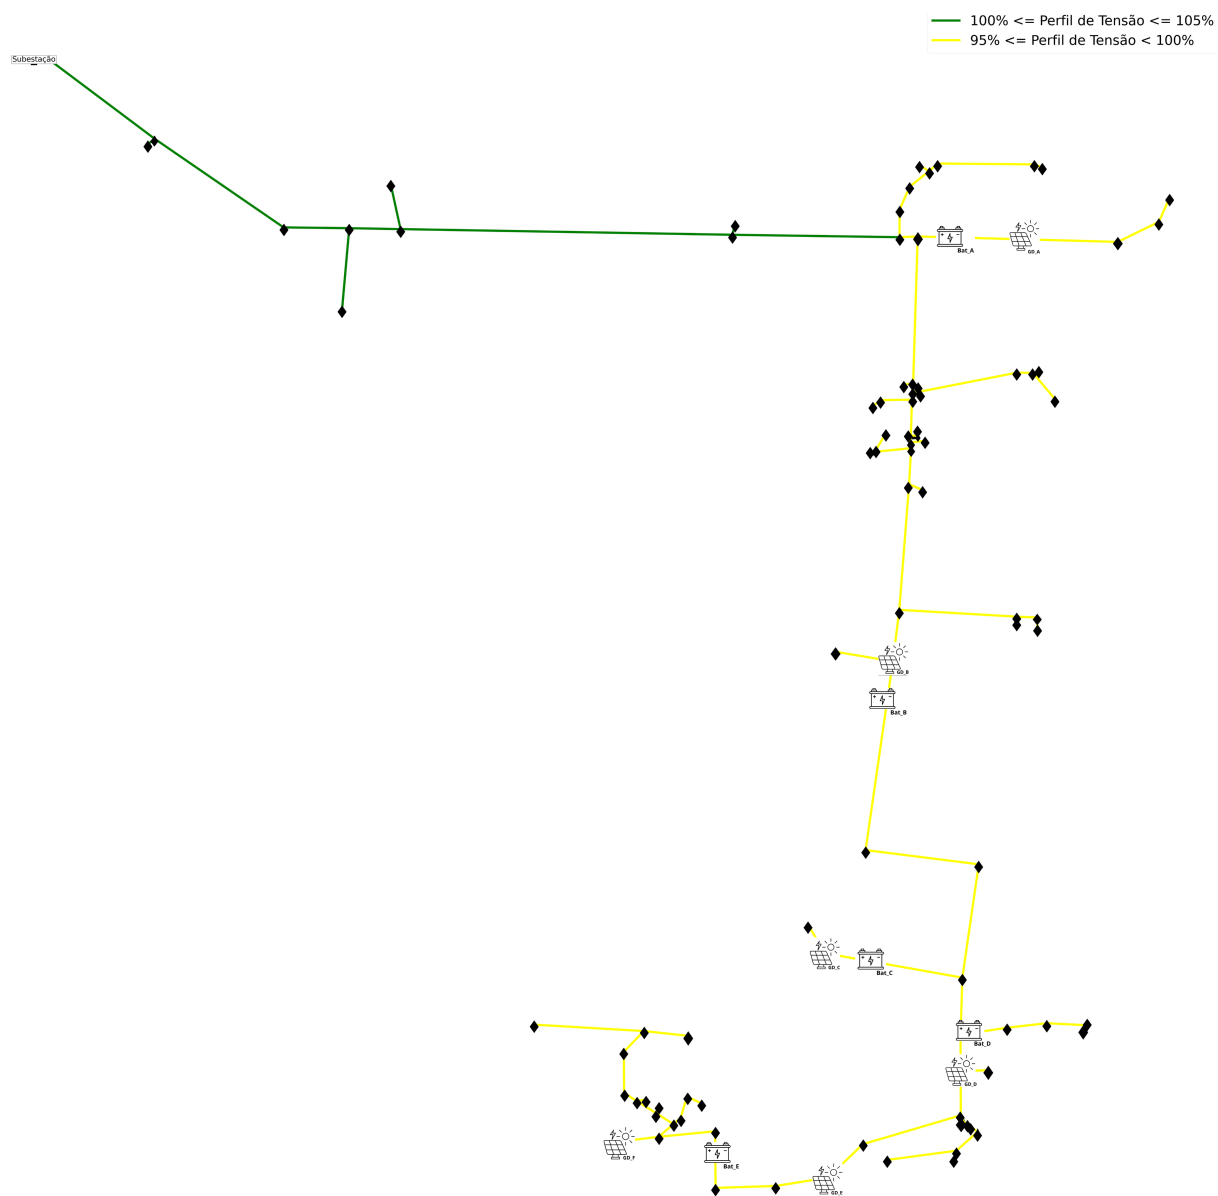 100% <= Perfil de Tensão <= 105%
95% <= Perfil de Tensão < 100%
Subestação
Bat_A
GD_A
GD_B
Bat_B
GD_C
Bat_C
Bat_D
GD_D
GD_F
Bat_E
GD_E